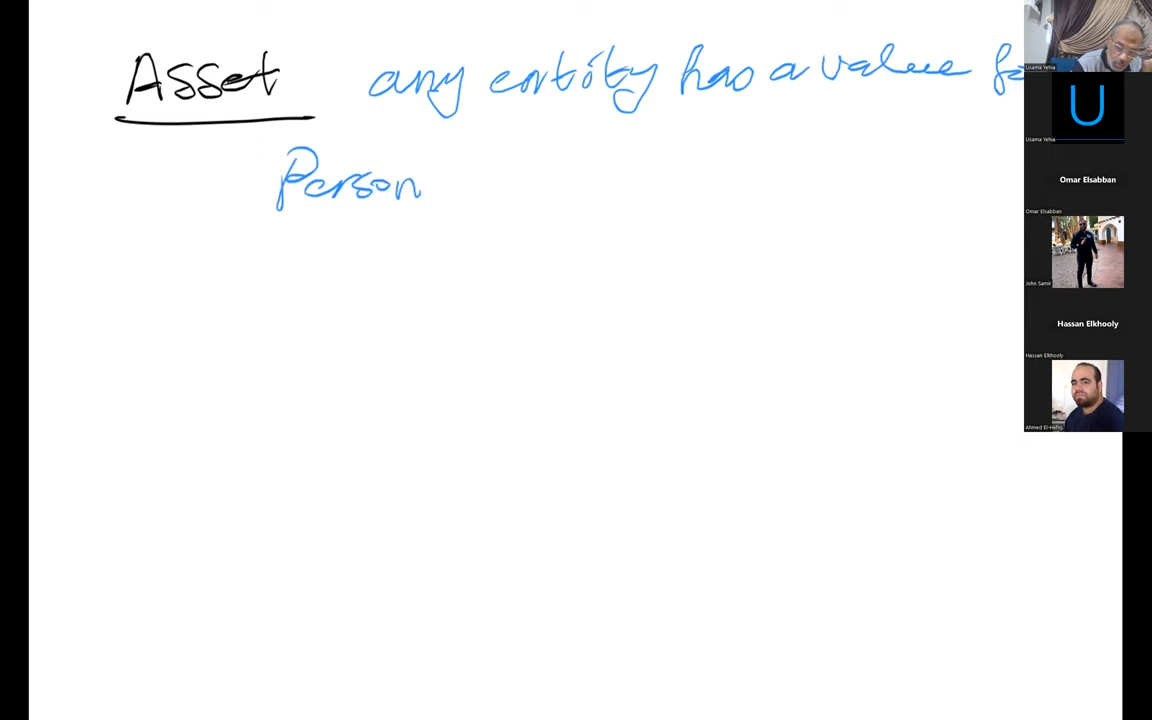 Asset any entity has a value
Person
Usama Yehia
U
Usama Yehia
Omar Elsabban
Omar Elsabban
John Samir
Hassan Elkhooly
Hassan Elkhooly
Ahmed El-Hefny